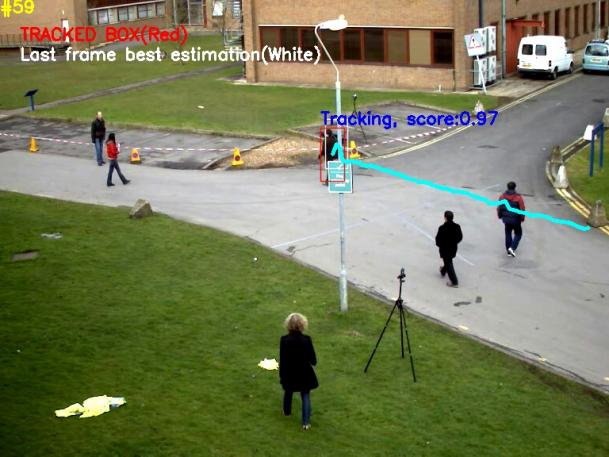 #59
TRACKED BOX(Red)
Last frame best estimation(White)
Tracking, score:0.97